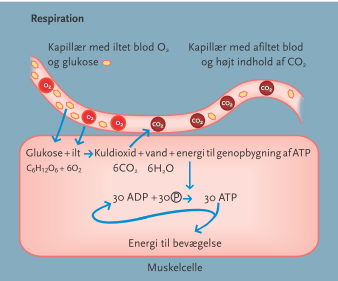 Respiration
Kapillær med iltet blod O₂
og glukose
Kapillær med afiltet blod
og højt indhold af CO₂
O₂
O₂
O₂
CO₂
CO₂
CO₂
CO₂
Glukose + ilt → Kuldioxid + vand + energi til genopbygning af ATP
C₆H₁₂O₆ + 6O₂
6CO₂ 6H₂O
30 ADP + 30 P → 30 ATP
Energi til bevægelse
Muskelcelle